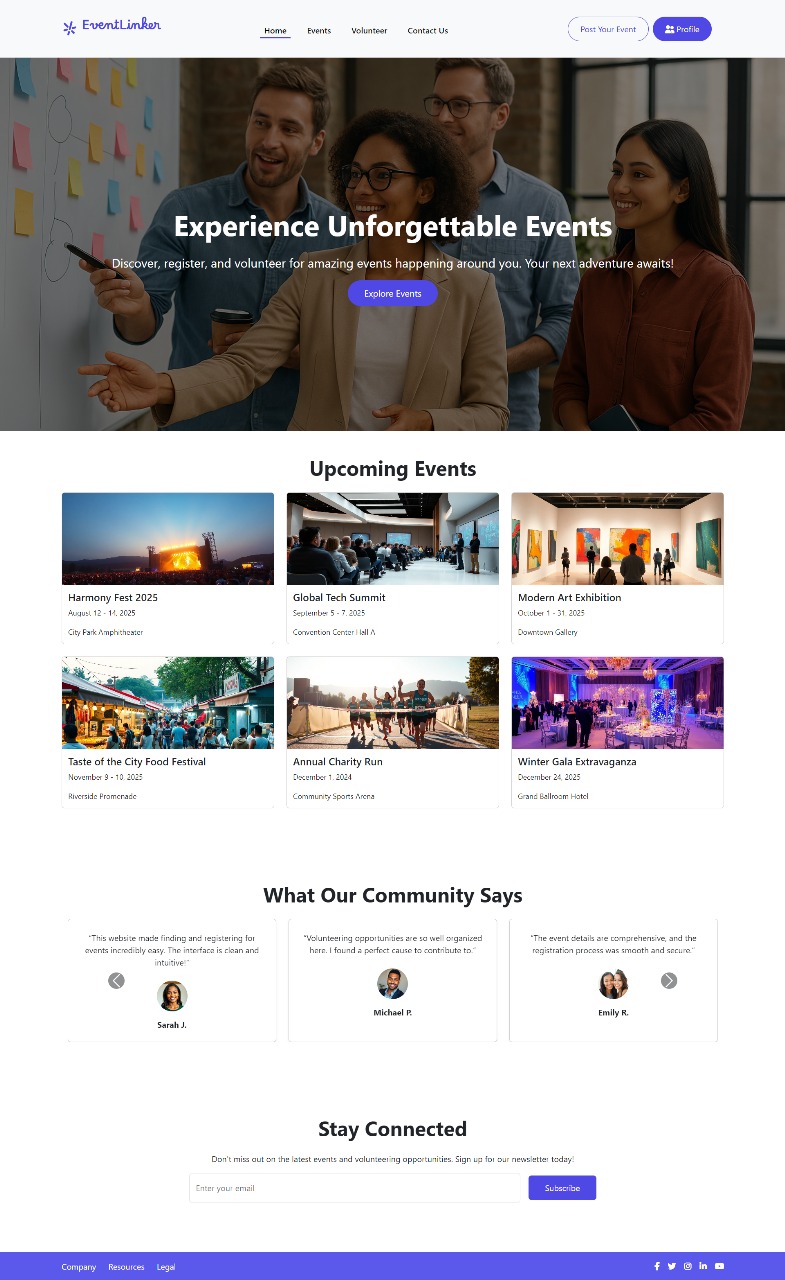 EventLinker
Home Events Volunteer Contact Us
Post Your Event
Profile
Experience Unforgettable Events
Discover, register, and volunteer for amazing events happening around you. Your next adventure awaits!
Explore Events
Upcoming Events
Harmony Fest 2025
August 12 - 14, 2025
City Park Amphitheater
Global Tech Summit
September 5 - 7, 2025
Convention Center Hall A
Modern Art Exhibition
October 1 - 31, 2025
Downtown Gallery
Taste of the City Food Festival
November 9 - 10, 2025
Riverside Promenade
Annual Charity Run
December 1, 2024
Community Sports Arena
Winter Gala Extravaganza
December 24, 2025
Grand Ballroom Hotel
What Our Community Says
"This website made finding and registering for
events incredibly easy. The interface is clean and
intuitive!"
Sarah J.
"Volunteering opportunities are so well organized
here. I found a perfect cause to contribute to."
Michael P.
"The event details are comprehensive, and the
registration process was smooth and secure."
Emily R.
Stay Connected
Don't miss out on the latest events and volunteering opportunities. Sign up for our newsletter today!
Enter your email
Subscribe
Company Resources Legal